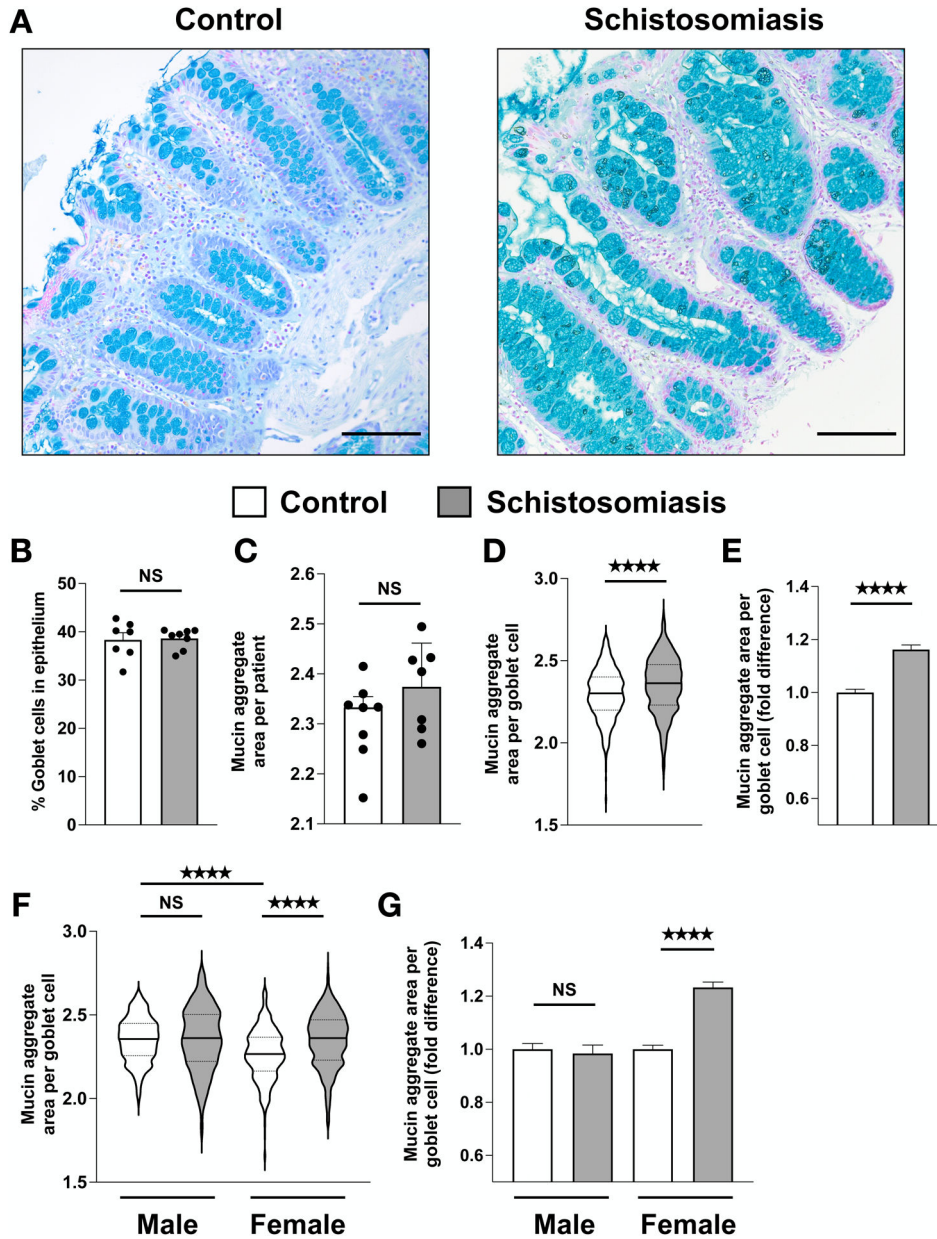 A
Control
Schistosomiasis
Control
Schistosomiasis
B
NS
% Goblet cells in epithelium
50
40
30
20
10
0
C
NS
Mucin aggregate
area per patient
2.6
2.5
2.4
2.3
2.2
2.1
D
★★★★
Mucin aggregate
area per goblet cell
3.0
2.5
2.0
1.5
E
★★★★
Mucin aggregate area per
goblet cell (fold difference)
1.4
1.2
1.0
0.8
0.6
F
★★★★
NS
★★★★
Mucin aggregate
area per goblet cell
3.0
2.5
2.0
1.5
Male
Female
G
NS
★★★★
Mucin aggregate area per
goblet cell (fold difference)
1.4
1.2
1.0
0.8
0.6
Male
Female